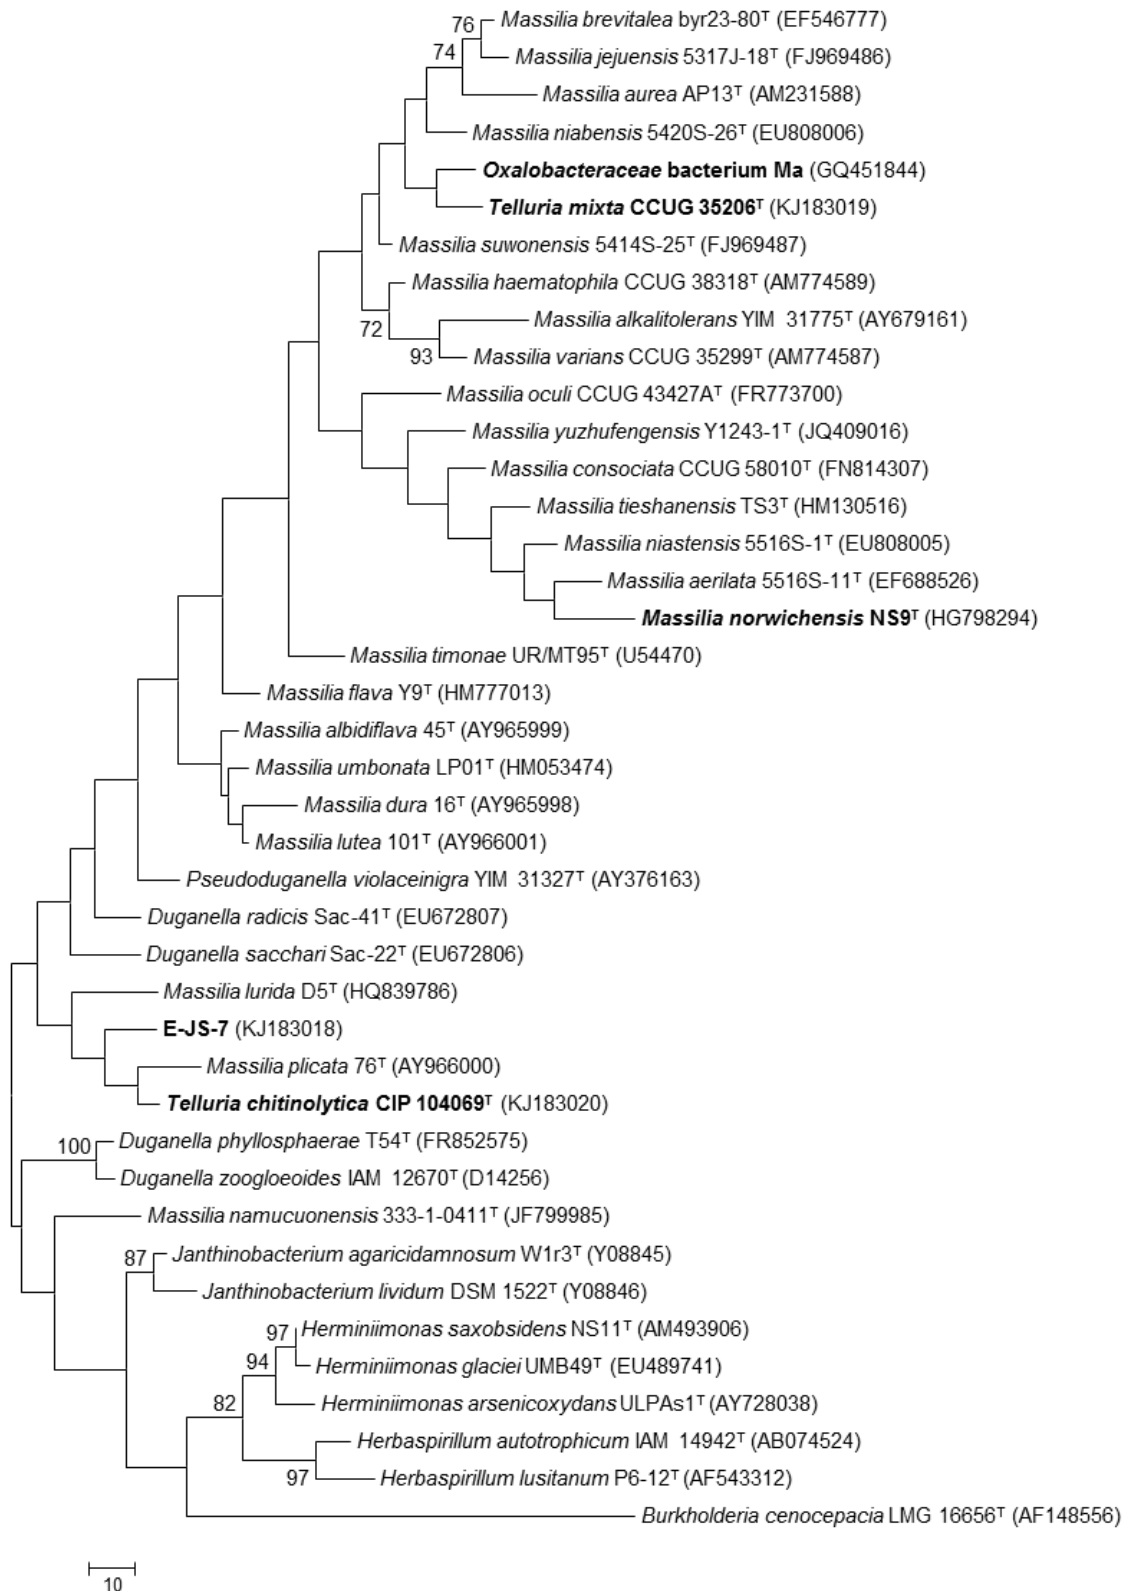 76
Massilia brevitalea byr23-80ᵀ (EF546777)
74
Massilia jejuensis 5317J-18ᵀ (FJ969486)
Massilia aurea AP13ᵀ (AM231588)
Massilia niabensis 5420S-26ᵀ (EU808006)
Oxalobacteraceae bacterium Ma (GQ451844)
Telluria mixta CCUG 35206ᵀ (KJ183019)
Massilia suwonensis 5414S-25ᵀ (FJ969487)
Massilia haematophila CCUG 38318ᵀ (AM774589)
72
Massilia alkalitolerans YIM 31775ᵀ (AY679161)
93
Massilia varians CCUG 35299ᵀ (AM774587)
Massilia oculi CCUG 43427Aᵀ (FR773700)
Massilia yuzhufengensis Y1243-1ᵀ (JQ409016)
Massilia consociata CCUG 58010ᵀ (FN814307)
Massilia tieshanensis TS3ᵀ (HM130516)
Massilia niastensis 5516S-1ᵀ (EU808005)
Massilia aerilata 5516S-11ᵀ (EF688526)
Massilia norwichensis NS9ᵀ (HG798294)
Massilia timonae UR/MT95ᵀ (U54470)
Massilia flava Y9ᵀ (HM777013)
Massilia albidiflava 45ᵀ (AY965999)
Massilia umbonata LP01ᵀ (HM053474)
Massilia dura 16ᵀ (AY965998)
Massilia lutea 101ᵀ (AY966001)
Pseudoduganella violaceinigra YIM 31327ᵀ (AY376163)
Duganella radicis Sac-41ᵀ (EU672807)
Duganella sacchari Sac-22ᵀ (EU672806)
Massilia lurida D5ᵀ (HQ839786)
E-JS-7 (KJ183018)
Massilia plicata 76ᵀ (AY966000)
Telluria chitinolytica CIP 104069ᵀ (KJ183020)
100
Duganella phyllosphaerae T54ᵀ (FR852575)
Duganella zoogloeoides IAM 12670ᵀ (D14256)
Massilia namucuonensis 333-1-0411ᵀ (JF799985)
87
Janthinobacterium agaricidamnosum W1r3ᵀ (Y08845)
Janthinobacterium lividum DSM 1522ᵀ (Y08846)
97
Herminiimonas saxobsidens NS11ᵀ (AM493906)
94
Herminiimonas glaciei UMB49ᵀ (EU489741)
82
Herminiimonas arsenicoxydans ULPAs1ᵀ (AY728038)
Herbaspirillum autotrophicum IAM 14942ᵀ (AB074524)
97
Herbaspirillum lusitanum P6-12ᵀ (AF543312)
Burkholderia cenocepacia LMG 16656ᵀ (AF148556)
10